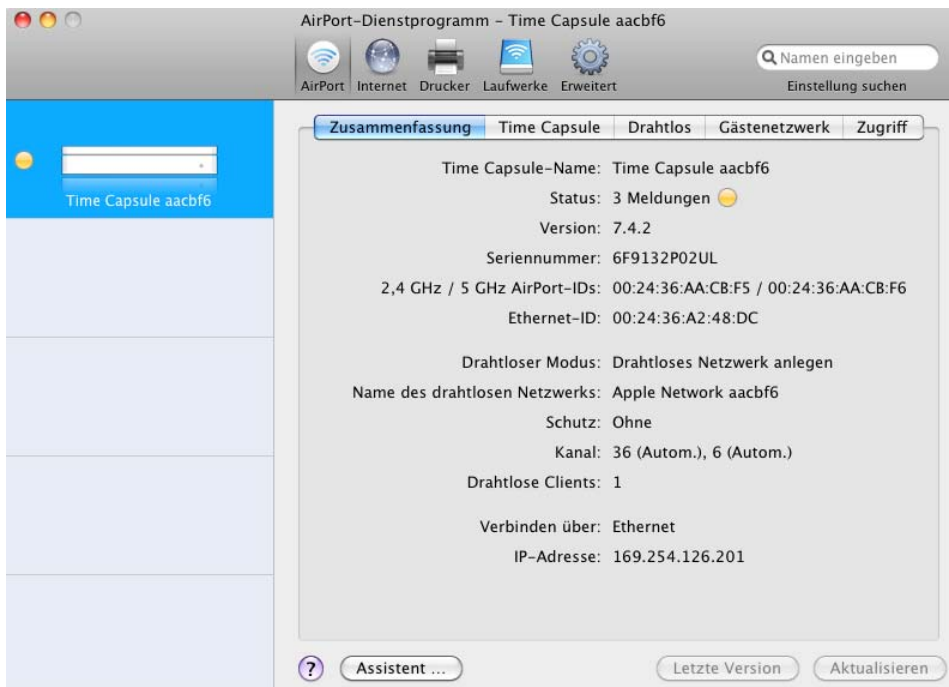 AirPort-Dienstprogramm – Time Capsule aacbf6
AirPort Internet Drucker Laufwerke Erweitert
Namen eingeben
Einstellung suchen
Time Capsule aacbf6
Zusammenfassung Time Capsule Drahtlos Gästenetzwerk Zugriff
Time Capsule-Name: Time Capsule aacbf6
Status: 3 Meldungen
Version: 7.4.2
Seriennummer: 6F9132P02UL
2,4 GHz / 5 GHz AirPort-IDs: 00:24:36:AA:CB:F5 / 00:24:36:AA:CB:F6
Ethernet-ID: 00:24:36:A2:48:DC
Drahtloser Modus: Drahtloses Netzwerk anlegen
Name des drahtlosen Netzwerks: Apple Network aacbf6
Schutz: Ohne
Kanal: 36 (Autom.), 6 (Autom.)
Drahtlose Clients: 1
Verbinden über: Ethernet
IP-Adresse: 169.254.126.201
? Assistent ... Letzte Version Aktualisieren